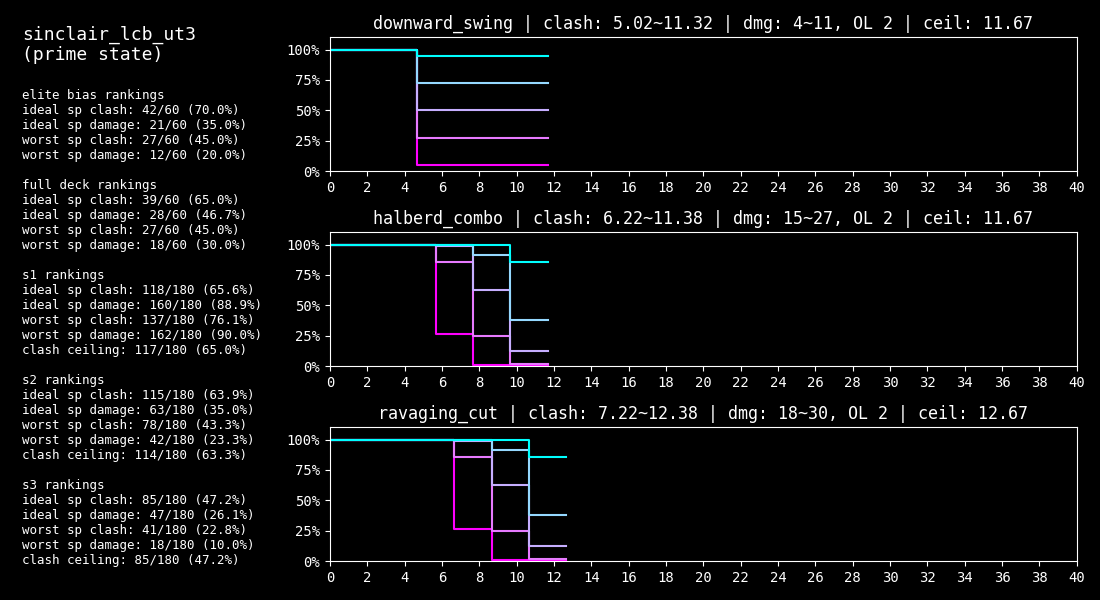 sinclair_lcb_ut3
(prime state)
elite bias rankings
ideal sp clash: 42/60 (70.0%)
ideal sp damage: 21/60 (35.0%)
worst sp clash: 27/60 (45.0%)
worst sp damage: 12/60 (20.0%)
full deck rankings
ideal sp clash: 39/60 (65.0%)
ideal sp damage: 28/60 (46.7%)
worst sp clash: 27/60 (45.0%)
worst sp damage: 18/60 (30.0%)
s1 rankings
ideal sp clash: 118/180 (65.6%)
ideal sp damage: 160/180 (88.9%)
worst sp clash: 137/180 (76.1%)
worst sp damage: 162/180 (90.0%)
clash ceiling: 117/180 (65.0%)
s2 rankings
ideal sp clash: 115/180 (63.9%)
ideal sp damage: 63/180 (35.0%)
worst sp clash: 78/180 (43.3%)
worst sp damage: 42/180 (23.3%)
clash ceiling: 114/180 (63.3%)
s3 rankings
ideal sp clash: 85/180 (47.2%)
ideal sp damage: 47/180 (26.1%)
worst sp clash: 41/180 (22.8%)
worst sp damage: 18/180 (10.0%)
clash ceiling: 85/180 (47.2%)
downward_swing | clash: 5.02~11.32 | dmg: 4~11, OL 2 | ceil: 11.67
100%
75%
50%
25%
0%
0 2 4 6 8 10 12 14 16 18 20 22 24 26 28 30 32 34 36 38 40
halberd_combo | clash: 6.22~11.38 | dmg: 15~27, OL 2 | ceil: 11.67
100%
75%
50%
25%
0%
0 2 4 6 8 10 12 14 16 18 20 22 24 26 28 30 32 34 36 38 40
ravaging_cut | clash: 7.22~12.38 | dmg: 18~30, OL 2 | ceil: 12.67
100%
75%
50%
25%
0%
0 2 4 6 8 10 12 14 16 18 20 22 24 26 28 30 32 34 36 38 40